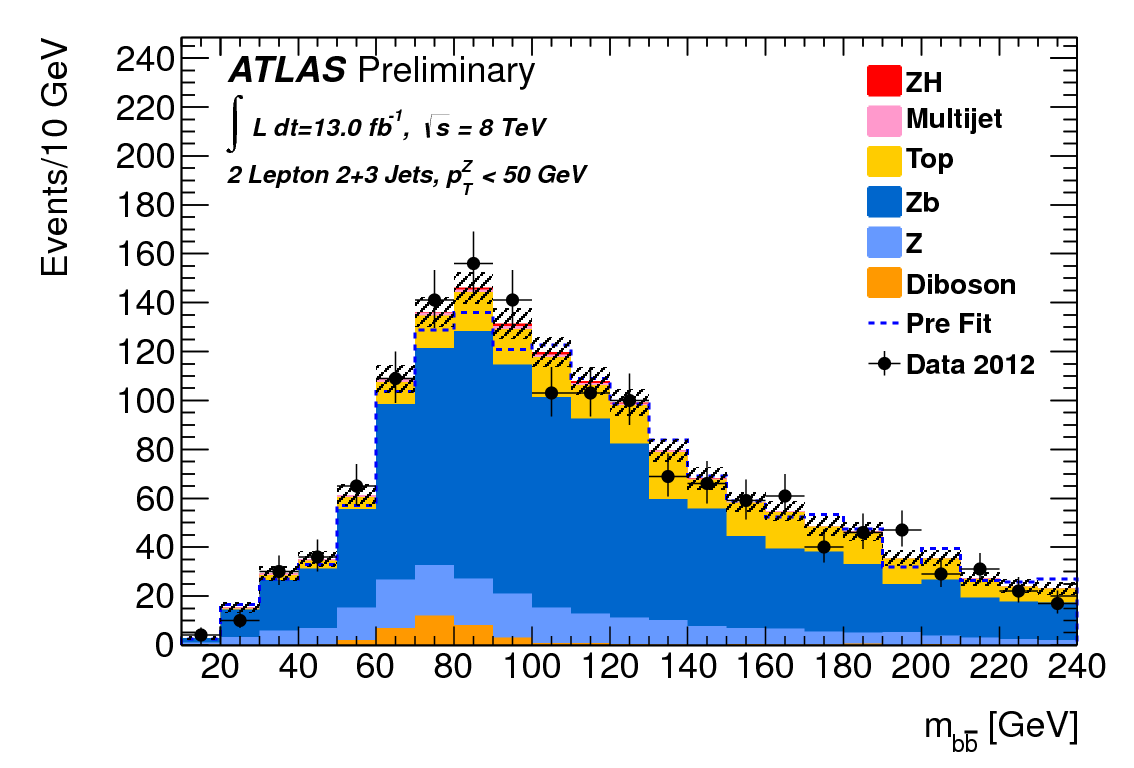 Events/10 GeV
240
220
200
180
160
140
120
100
80
60
40
20
0
ATLAS Preliminary
∫ L dt=13.0 fb⁻¹, √s = 8 TeV
2 Lepton 2+3 Jets, p_T^Z < 50 GeV
ZH
Multijet
Top
Zb
Z
Diboson
Pre Fit
Data 2012
20 40 60 80 100 120 140 160 180 200 220 240
m_bb̅ [GeV]